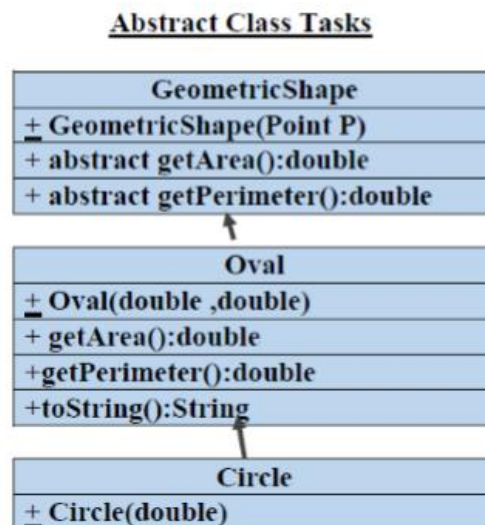 Abstract Class Tasks
GeometricShape
+ GeometricShape(Point P)
+ abstract getArea():double
+ abstract getPerimeter():double
Oval
+ Oval(double ,double)
+ getArea():double
+getPerimeter():double
+toString():String
Circle
+ Circle(double)